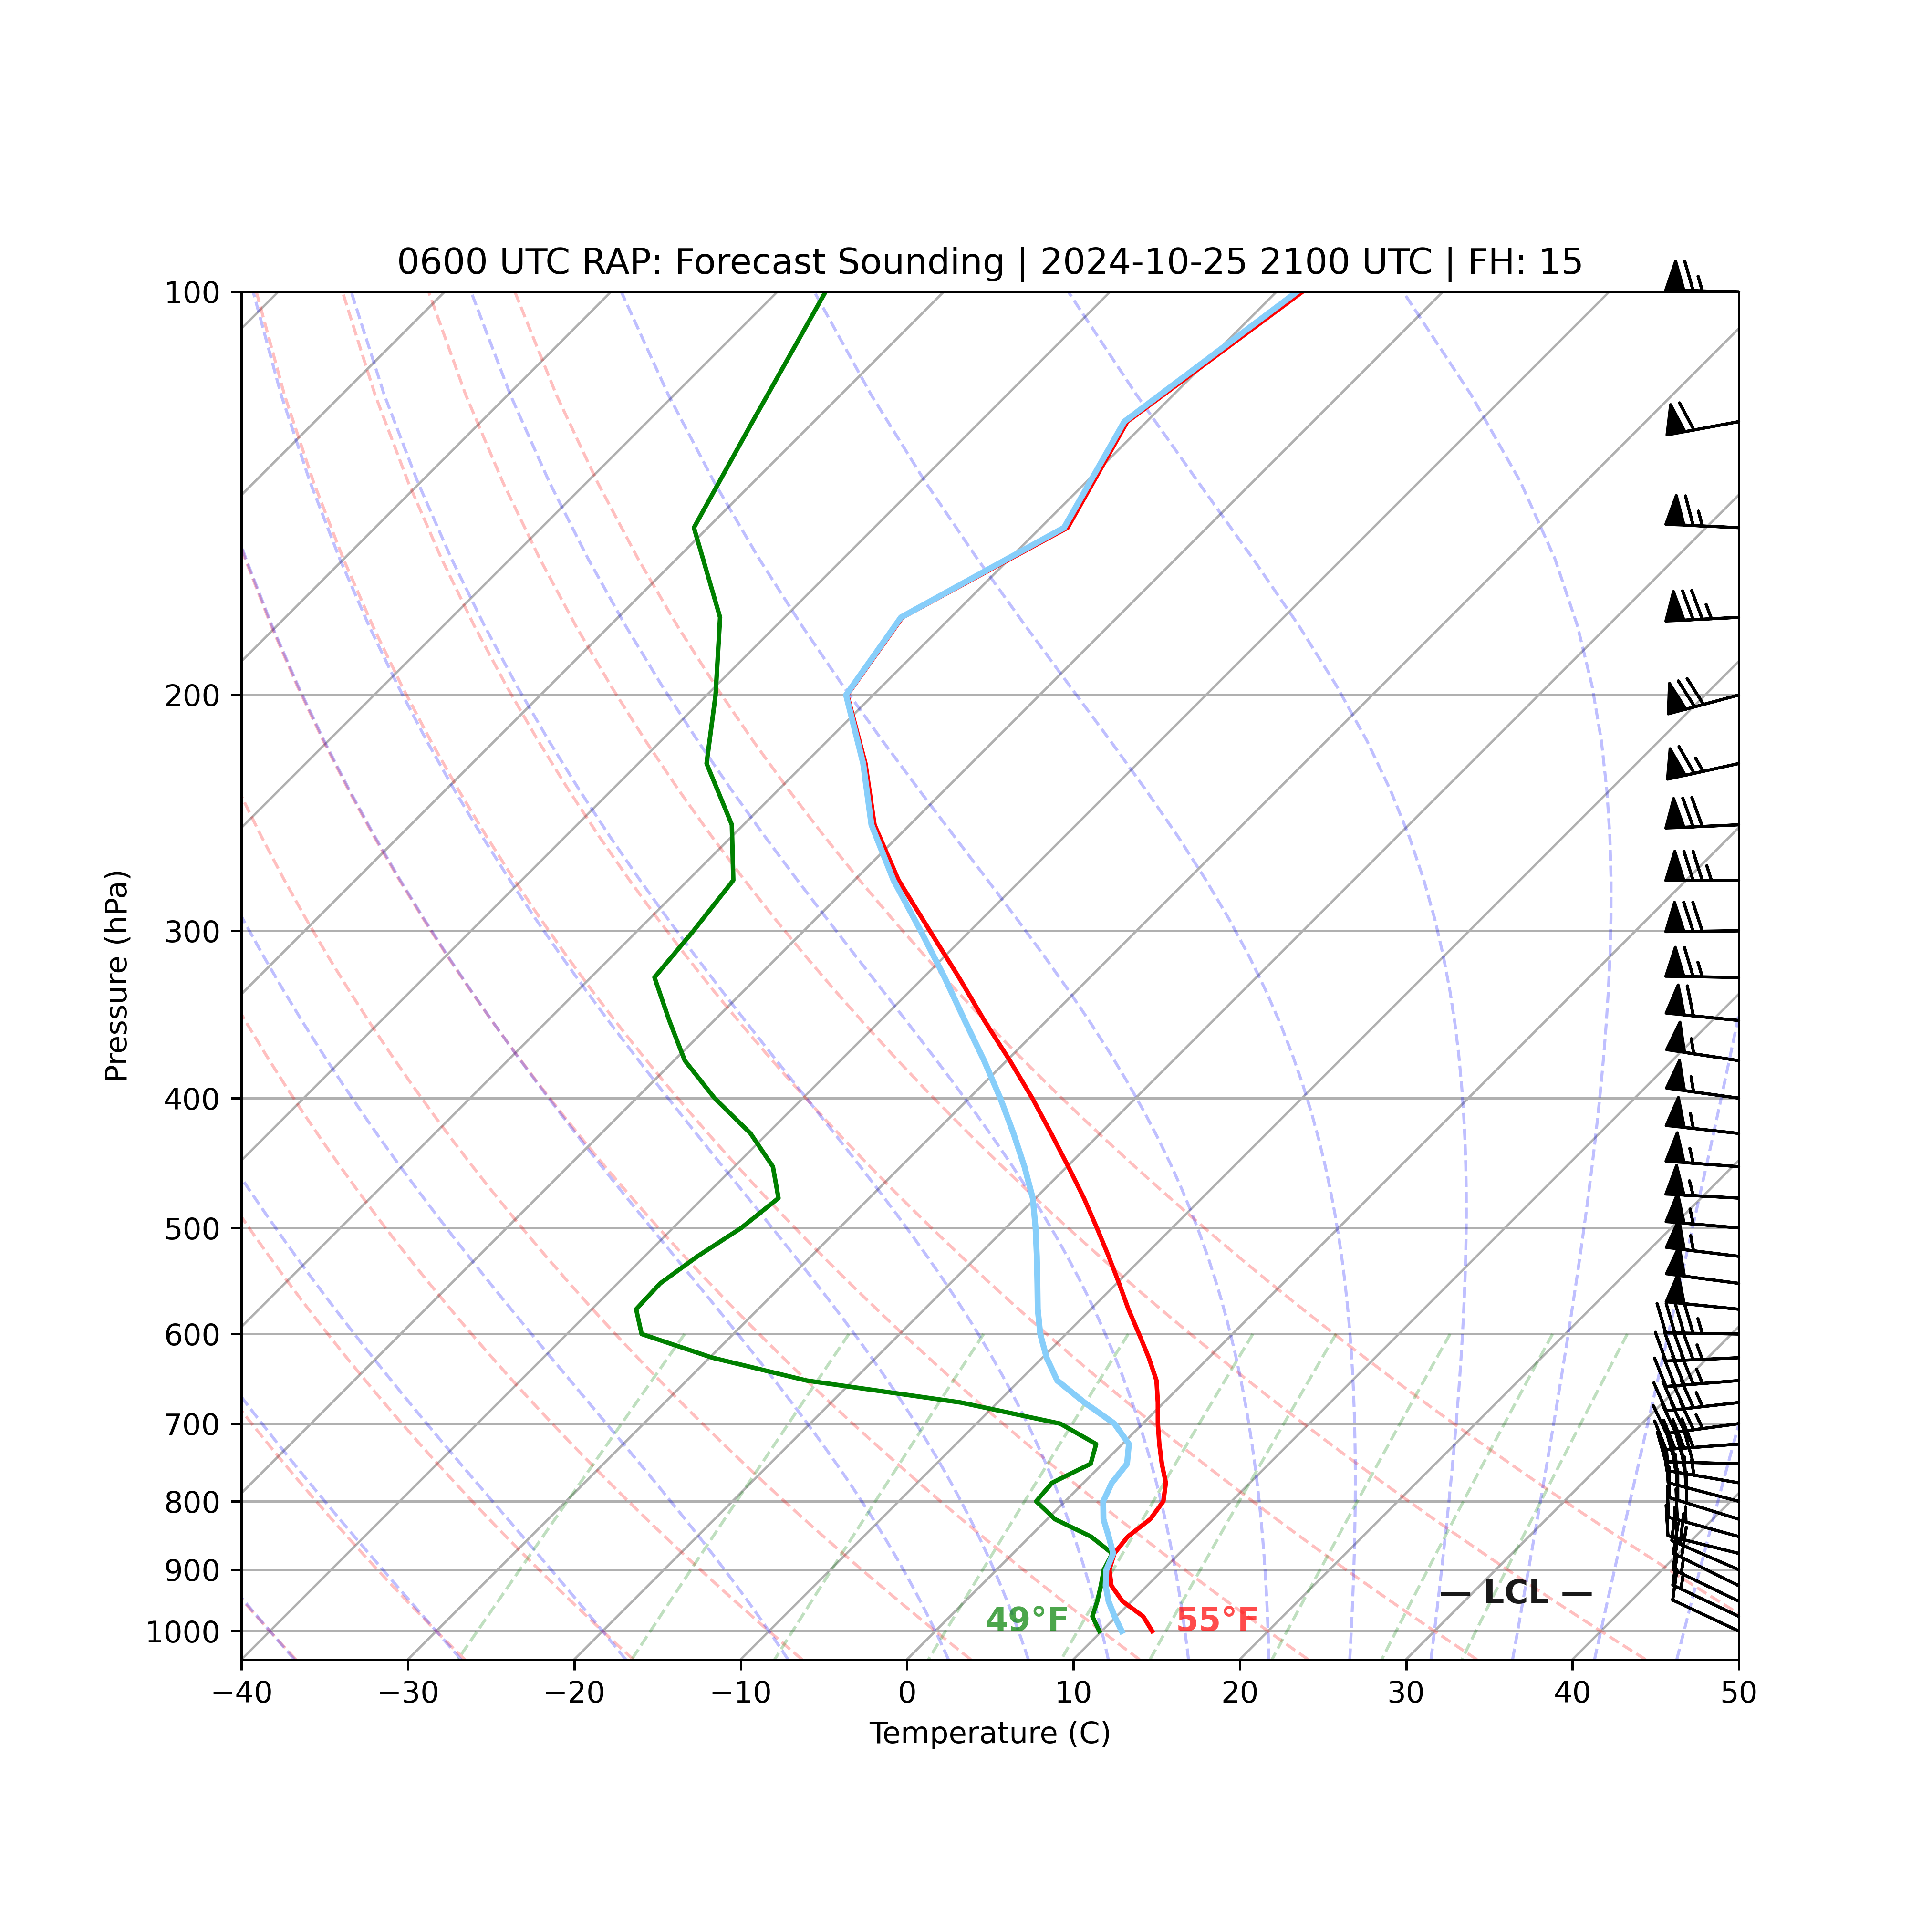 0600 UTC RAP: Forecast Sounding | 2024-10-25 2100 UTC | FH: 15
100
200
300
400
500
600
700
800
900
1000
Pressure (hPa)
— LCL —
49°F 55°F
−40 −30 −20 −10 0 10 20 30 40 50
Temperature (C)